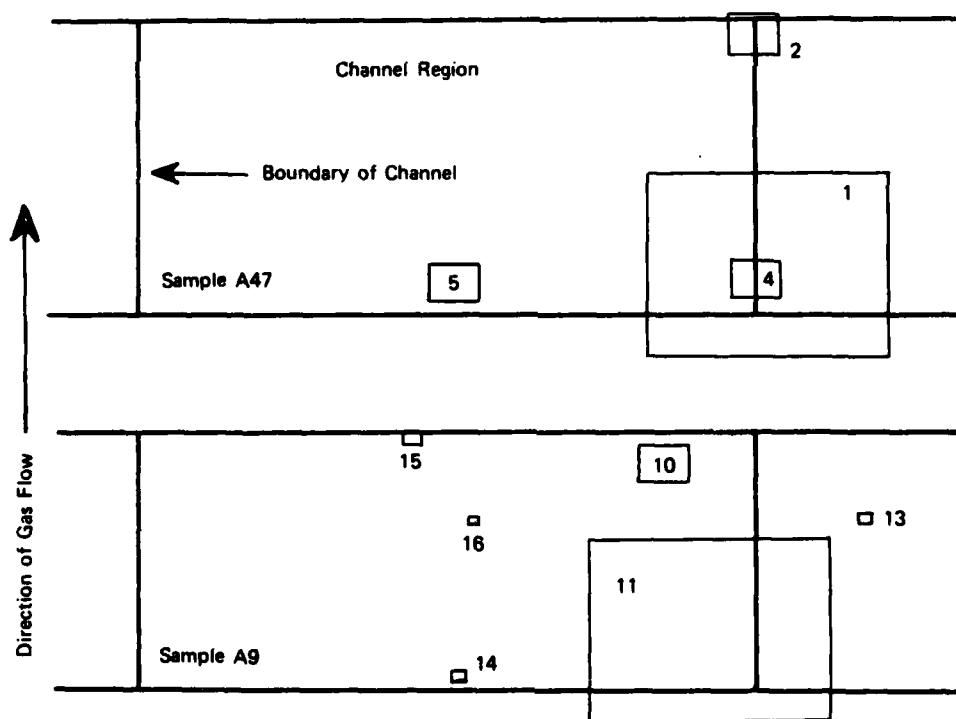 2
Channel Region
Boundary of Channel
1
Sample A47
5
4
Direction of Gas Flow
15
10
16
13
11
Sample A9
14